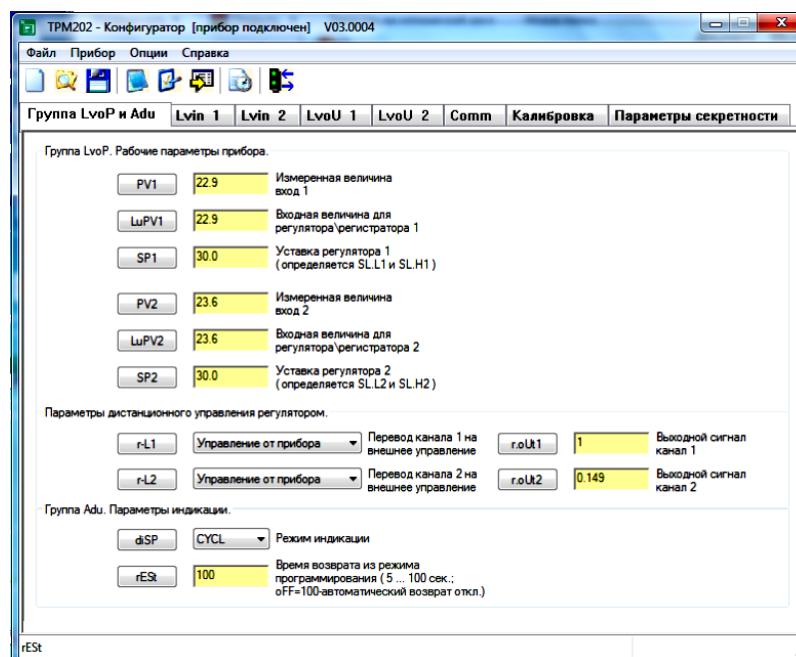 ТРМ202 - Конфигуратор [прибор подключен] V03.0004
Файл Прибор Опции Справка
Группа LvoP и Adu Lvin 1 Lvin 2 LvoU 1 LvoU 2 Comm Калибровка Параметры секретности
Группа LvoP. Рабочие параметры прибора.
PV1 22.9 Измеренная величина
вход 1
LuPV1 22.9 Входная величина для
регулятора\регистратора 1
SP1 30.0 Уставка регулятора 1
( определяется SL.L1 и SL.H1 )
PV2 23.6 Измеренная величина
вход 2
LuPV2 23.6 Входная величина для
регулятора\регистратора 2
SP2 30.0 Уставка регулятора 2
( определяется SL.L2 и SL.H2 )
Параметры дистанционного управления регулятором.
r-L1 Управление от прибора Перевод канала 1 на
внешнее управление
r.oUt1 1 Выходной сигнал
канал 1
r-L2 Управление от прибора Перевод канала 2 на
внешнее управление
r.oUt2 0.149 Выходной сигнал
канал 2
Группа Adu. Параметры индикации.
diSP CYCL Режим индикации
rESt 100 Время возврата из режима
программирования ( 5 ... 100 сек.;
oFF=100-автоматический возврат откл.)
rESt